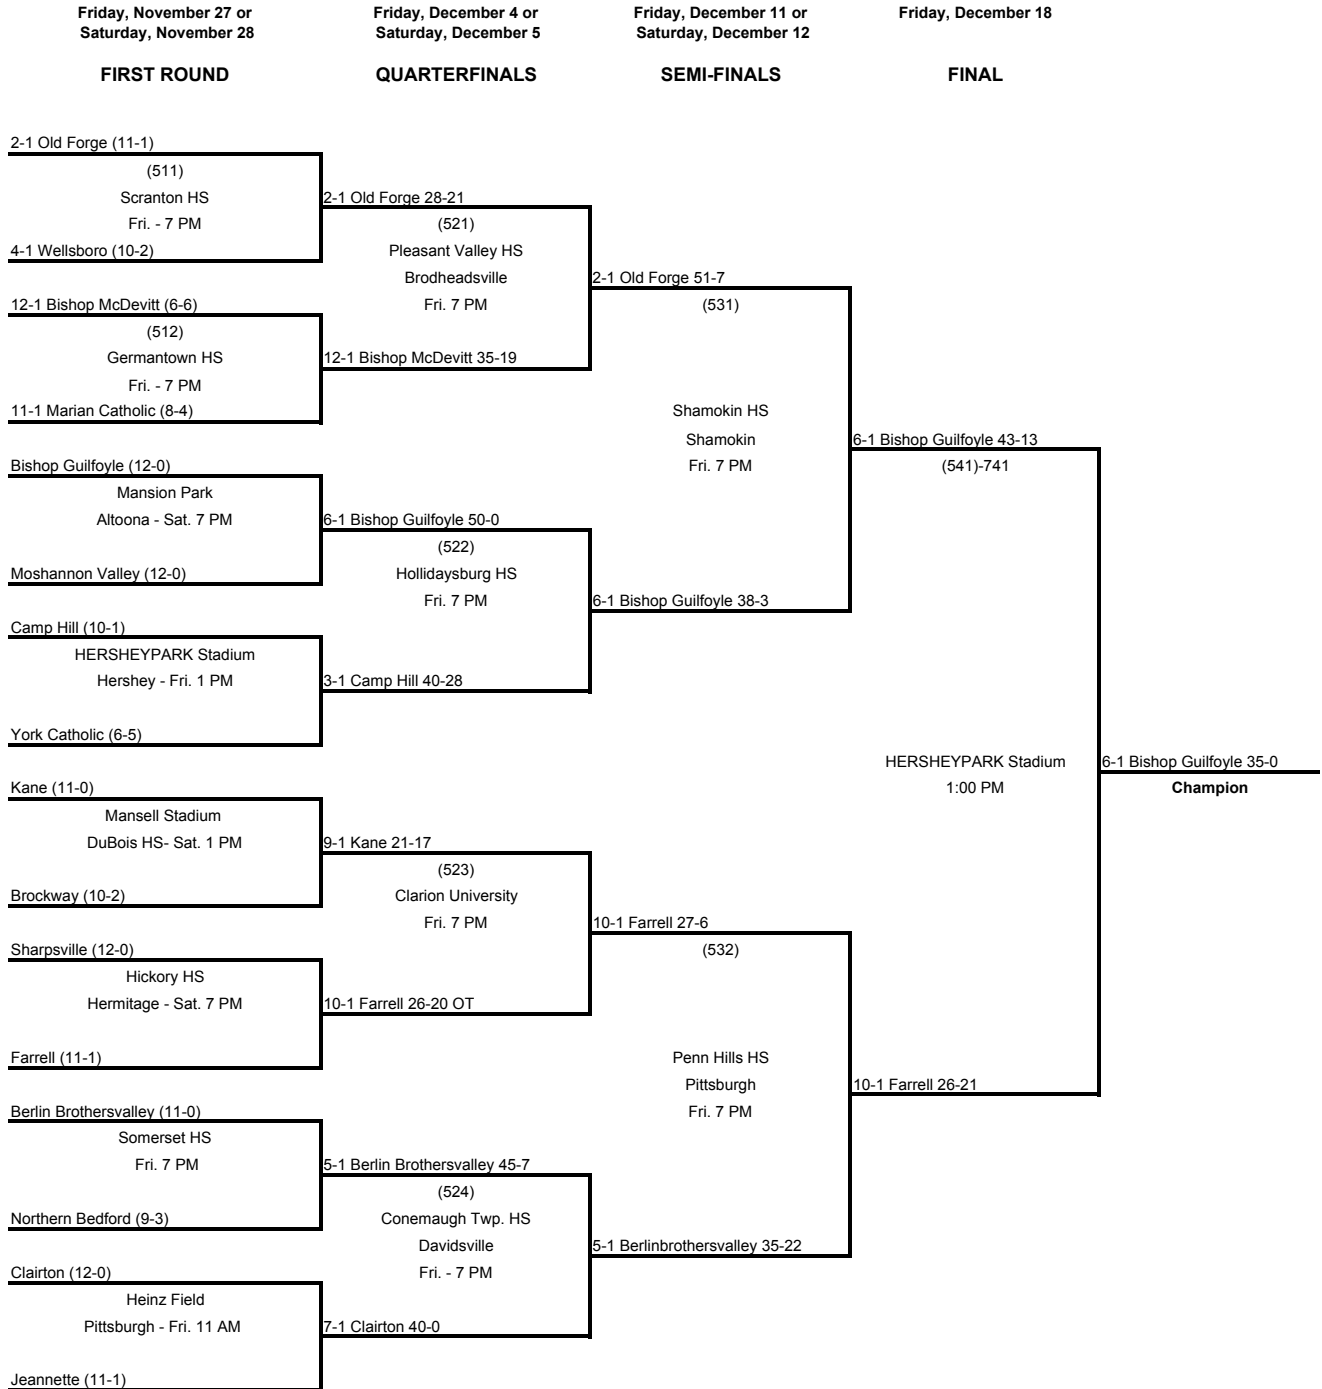 Friday, November 27 or
Saturday, November 28
FIRST ROUND
Friday, December 4 or
Saturday, December 5
QUARTERFINALS
Friday, December 11 or
Saturday, December 12
SEMI-FINALS
Friday, December 18
FINAL
2-1 Old Forge (11-1)
(511)
Scranton HS
Fri. - 7 PM
4-1 Wellsboro (10-2)
12-1 Bishop McDevitt (6-6)
(512)
Germantown HS
Fri. - 7 PM
11-1 Marian Catholic (8-4)
Bishop Guilfoyle (12-0)
Mansion Park
Altoona - Sat. 7 PM
Moshannon Valley (12-0)
Camp Hill (10-1)
HERSHEYPARK Stadium
Hershey - Fri. 1 PM
York Catholic (6-5)
Kane (11-0)
Mansell Stadium
DuBois HS- Sat. 1 PM
Brockway (10-2)
Sharpsville (12-0)
Hickory HS
Hermitage - Sat. 7 PM
Farrell (11-1)
Berlin Brothersvalley (11-0)
Somerset HS
Fri. 7 PM
Northern Bedford (9-3)
Clairton (12-0)
Heinz Field
Pittsburgh - Fri. 11 AM
Jeannette (11-1)
2-1 Old Forge 28-21
(521)
Pleasant Valley HS
Brodheadsville
Fri. 7 PM
12-1 Bishop McDevitt 35-19
6-1 Bishop Guilfoyle 50-0
(522)
Hollidaysburg HS
Fri. 7 PM
3-1 Camp Hill 40-28
9-1 Kane 21-17
(523)
Clarion University
Fri. 7 PM
10-1 Farrell 26-20 OT
5-1 Berlin Brothersvalley 45-7
(524)
Conemaugh Twp. HS
Davidsville
Fri. - 7 PM
7-1 Clairton 40-0
2-1 Old Forge 51-7
(531)
Shamokin HS
Shamokin
Fri. 7 PM
6-1 Bishop Guilfoyle 38-3
10-1 Farrell 27-6
(532)
Penn Hills HS
Pittsburgh
Fri. 7 PM
5-1 Berlinbrothersvalley 35-22
6-1 Bishop Guilfoyle 43-13
(541)-741
HERSHEYPARK Stadium
1:00 PM
10-1 Farrell 26-21
6-1 Bishop Guilfoyle 35-0
Champion